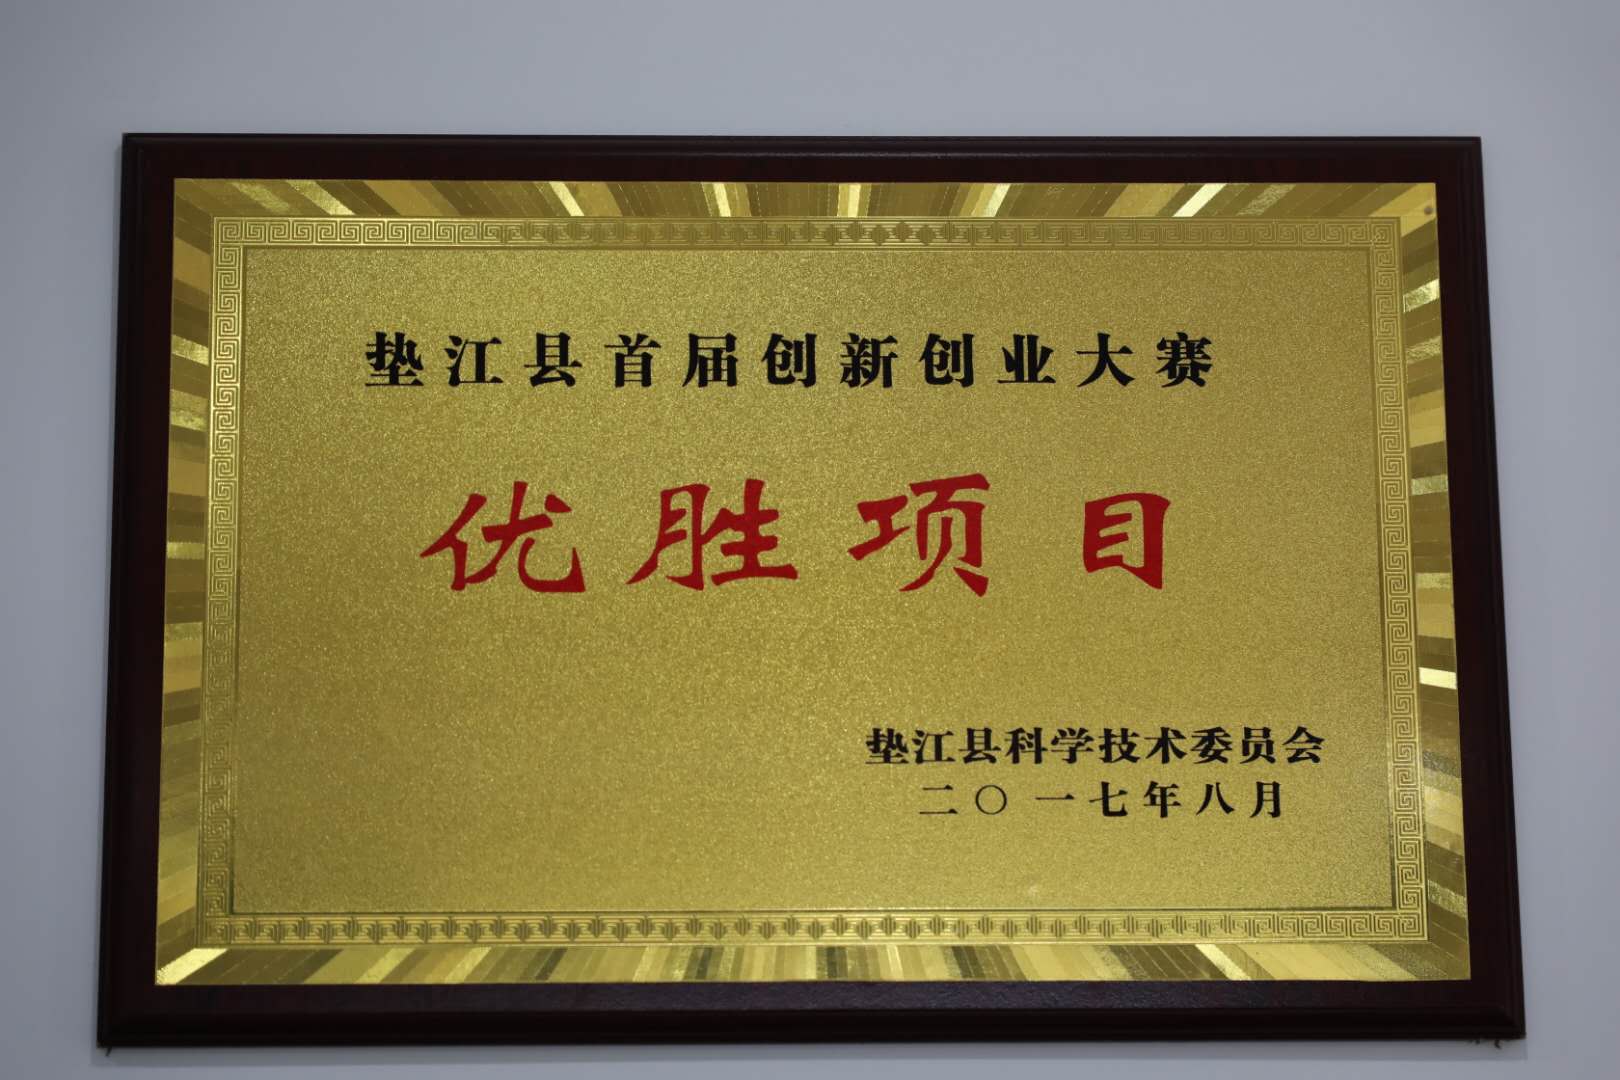 垫江县首届创新创业大赛
优胜项目
垫江县科学技术委员会
二〇一七年八月